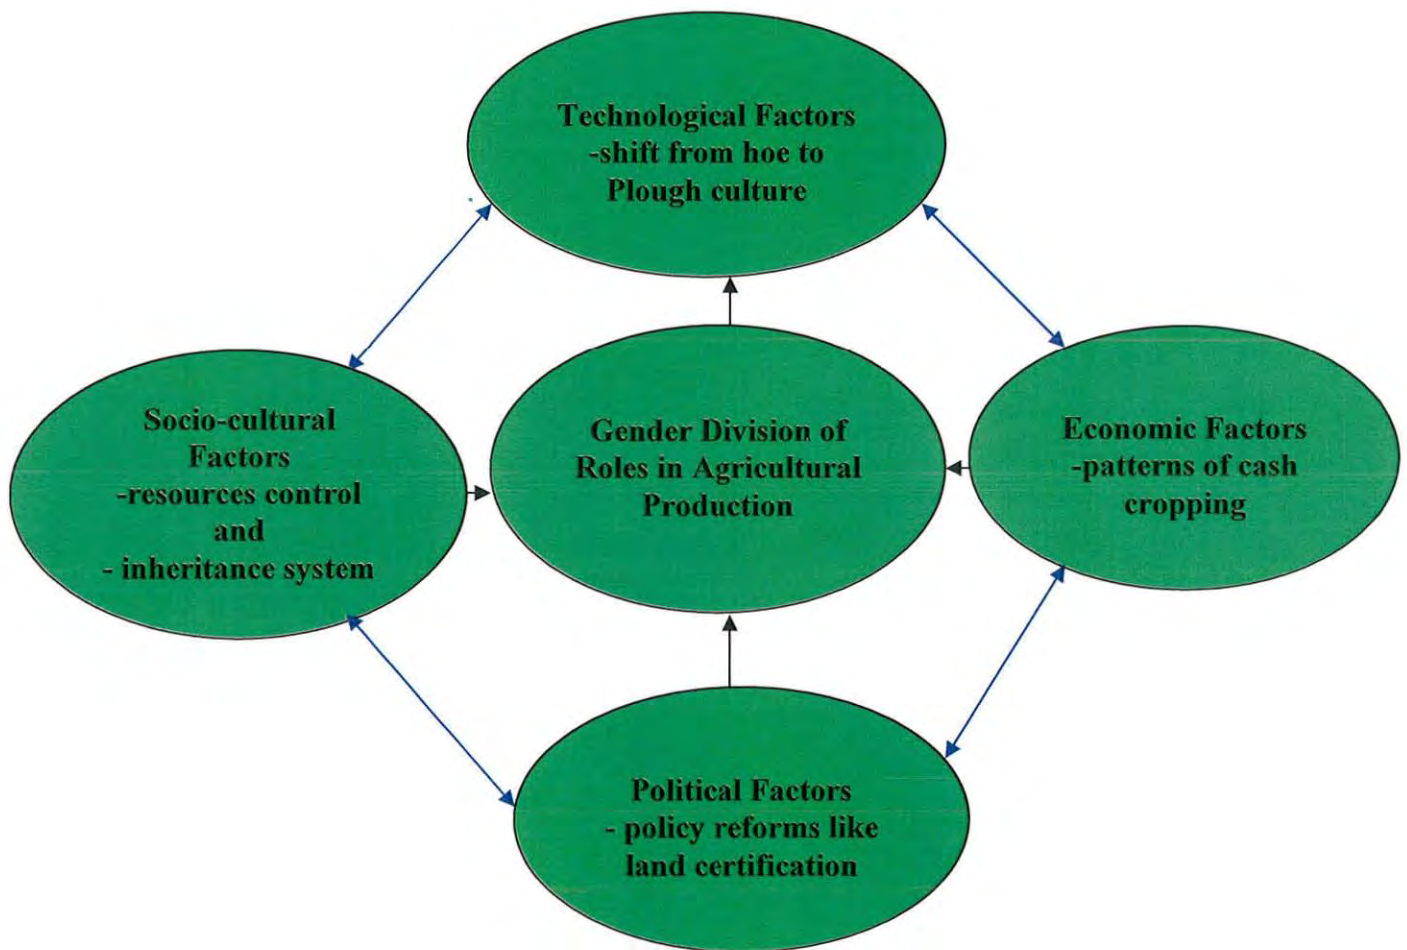 Technological Factors
-shift from hoe to
Plough culture
Socio-cultural
Factors
-resources control
and
- inheritance system
Gender Division of
Roles in Agricultural
Production
Economic Factors
-patterns of cash
cropping
Political Factors
- policy reforms like
land certification